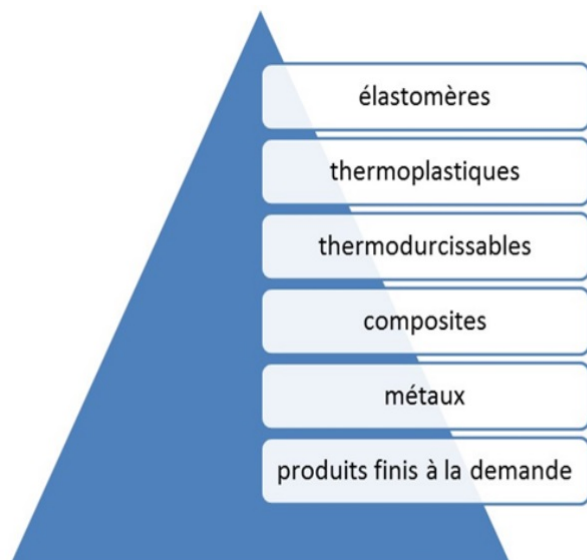 élastomères
thermoplastiques
thermodurcissables
composites
métaux
produits finis à la demande